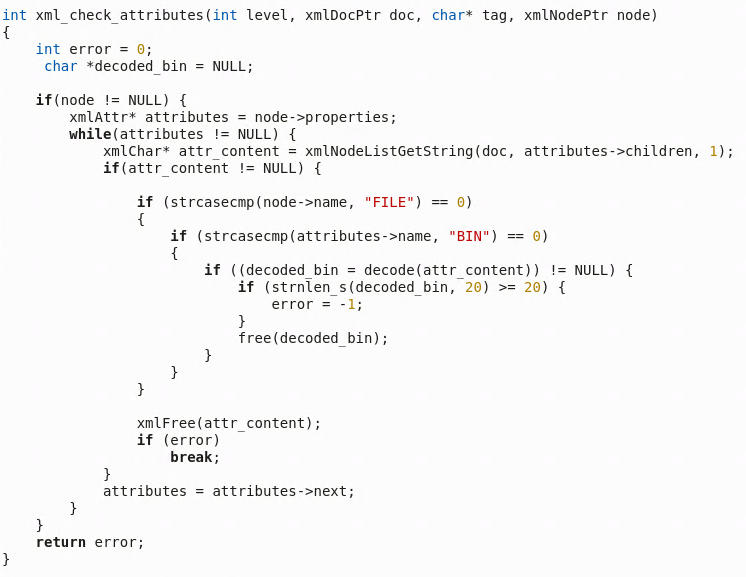 int xml_check_attributes(int level, xmlDocPtr doc, char* tag, xmlNodePtr node)
{
    int error = 0;
     char *decoded_bin = NULL;

    if(node != NULL) {
        xmlAttr* attributes = node->properties;
        while(attributes != NULL) {
            xmlChar* attr_content = xmlNodeListGetString(doc, attributes->children, 1);
            if(attr_content != NULL) {

                if (strcasecmp(node->name, "FILE") == 0)
                {
                    if (strcasecmp(attributes->name, "BIN") == 0)
                    {
                        if ((decoded_bin = decode(attr_content)) != NULL) {
                            if (strnlen_s(decoded_bin, 20) >= 20) {
                                error = -1;
                            }
                            free(decoded_bin);
                        }
                    }
                }

                xmlFree(attr_content);
                if (error)
                    break;
            }
            attributes = attributes->next;
        }
    }
    return error;
}